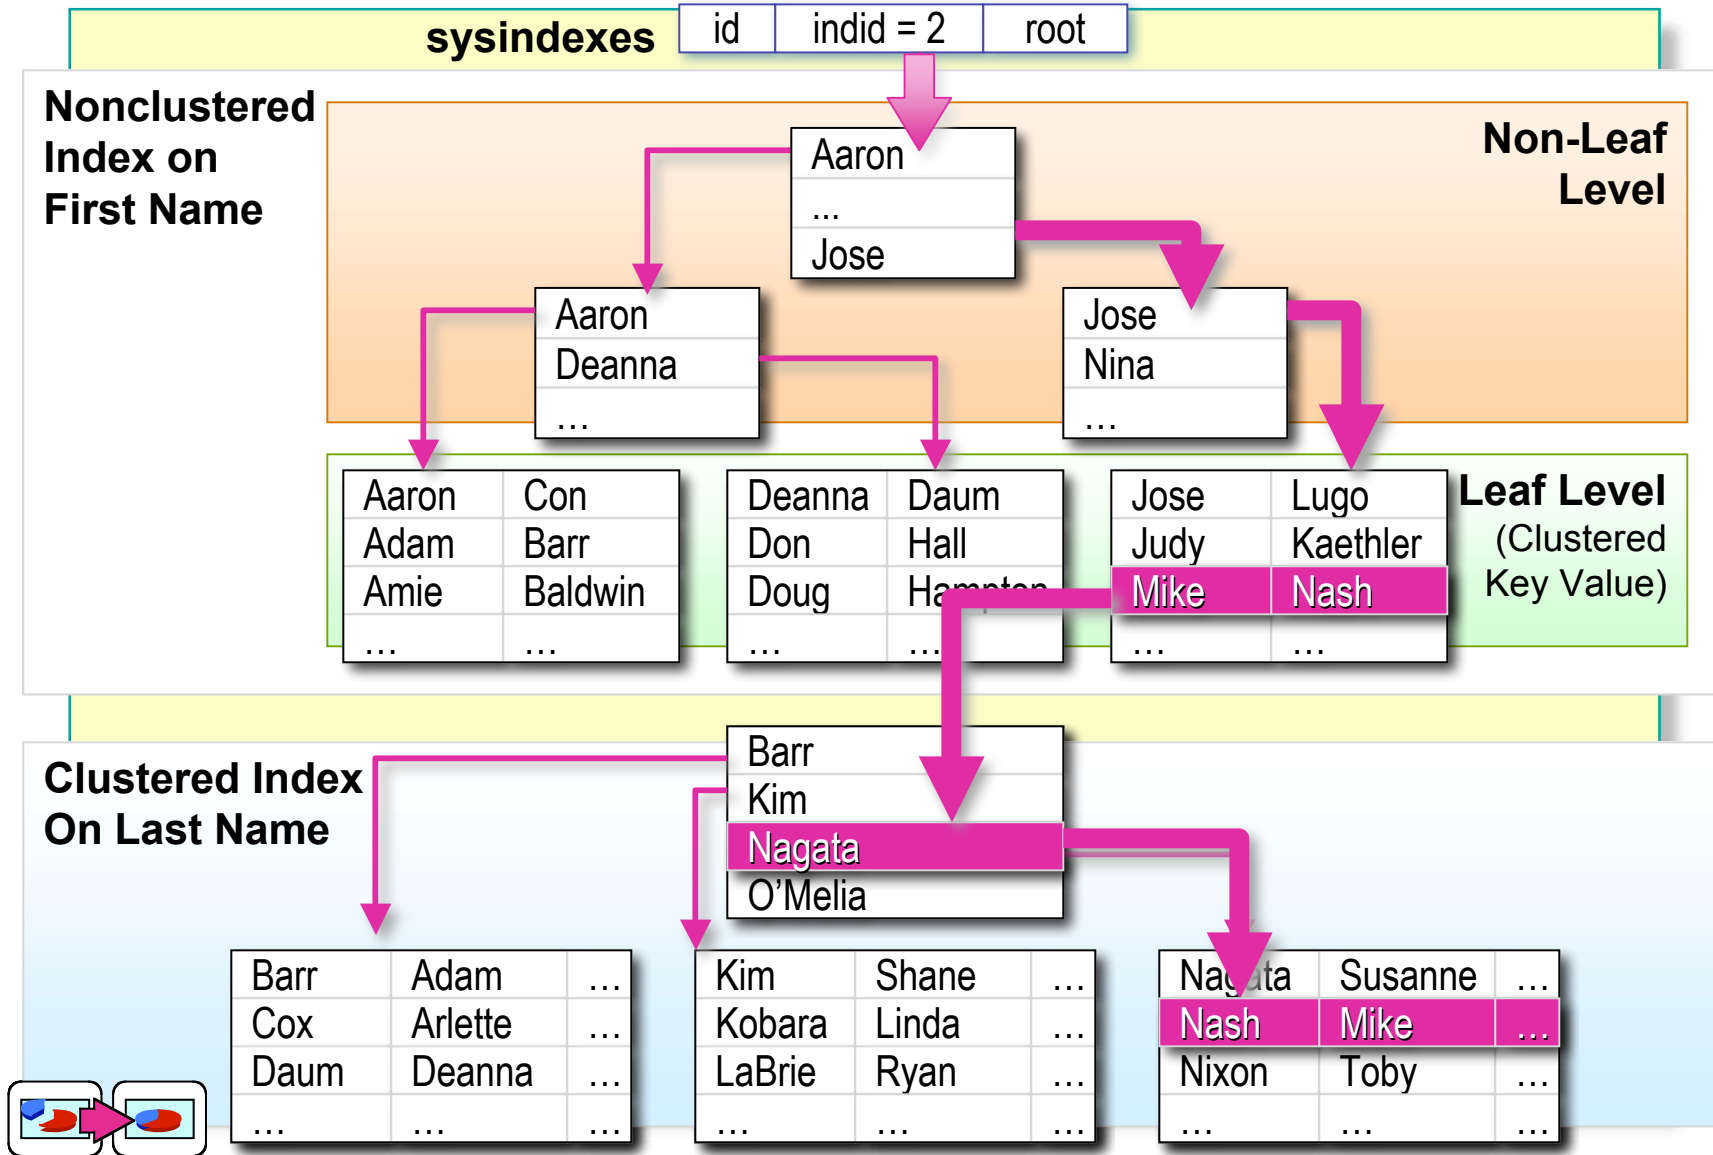 sysindexes id indid = 2 root
Nonclustered
Index on
First Name
Non-Leaf
Level
Aaron
...
Jose
Aaron
Deanna
...
Jose
Nina
...
Leaf Level
(Clustered
Key Value)
Aaron Con
Adam Barr
Amie Baldwin
... ...
Deanna Daum
Don Hall
Doug Hampton
... ...
Jose Lugo
Judy Kaethler
Mike Nash
... ...
Clustered Index
On Last Name
Barr
Kim
Nagata
O’Melia
Barr Adam ...
Cox Arlette ...
Daum Deanna ...
... ... ...
Kim Shane ...
Kobara Linda ...
LaBrie Ryan ...
... ... ...
Nagata Susanne ...
Nash Mike ...
Nixon Toby ...
... ... ...